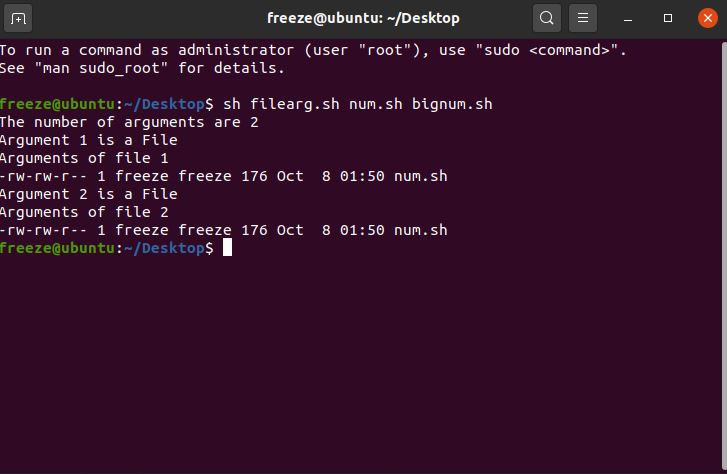 freeze@ubuntu: ~/Desktop
To run a command as administrator (user "root"), use "sudo <command>".
See "man sudo_root" for details.
freeze@ubuntu:~/Desktop$ sh filearg.sh num.sh bignum.sh
The number of arguments are 2
Argument 1 is a File
Arguments of file 1
-rw-rw-r-- 1 freeze freeze 176 Oct  8 01:50 num.sh
Argument 2 is a File
Arguments of file 2
-rw-rw-r-- 1 freeze freeze 176 Oct  8 01:50 num.sh
freeze@ubuntu:~/Desktop$